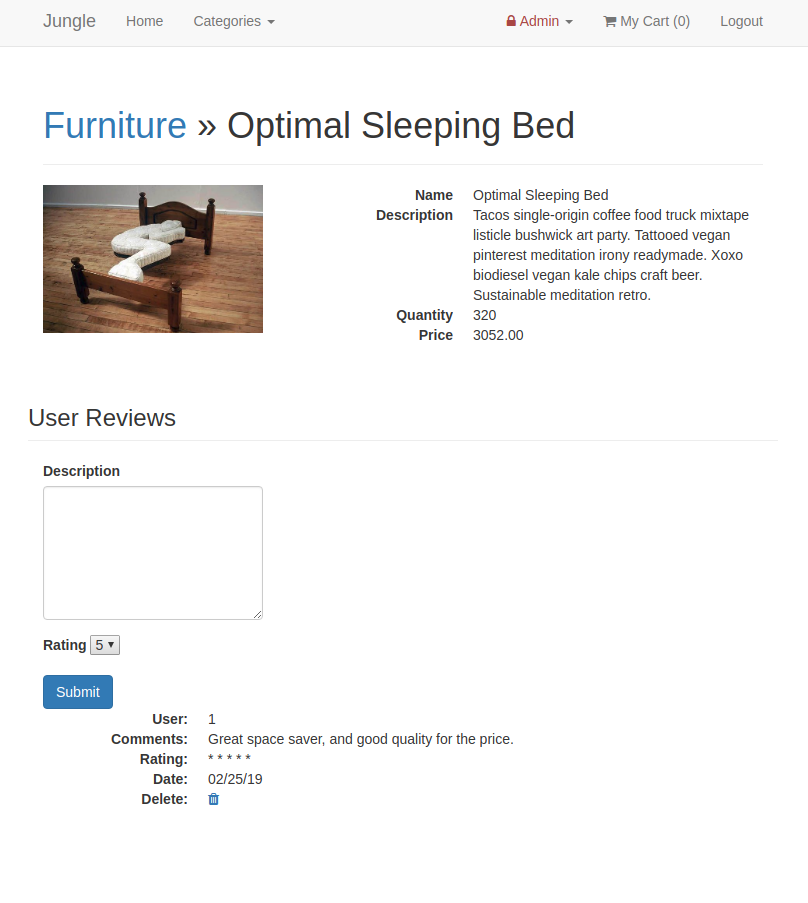 Jungle Home Categories Admin My Cart (0) Logout
Furniture » Optimal Sleeping Bed
Name Optimal Sleeping Bed
Description Tacos single-origin coffee food truck mixtape
listicle bushwick art party. Tattooed vegan
pinterest meditation irony readymade. Xoxo
biodiesel vegan kale chips craft beer.
Sustainable meditation retro.
Quantity 320
Price 3052.00
User Reviews
Description
Rating 5
Submit
User: 1
Comments: Great space saver, and good quality for the price.
Rating: * * * * *
Date: 02/25/19
Delete: